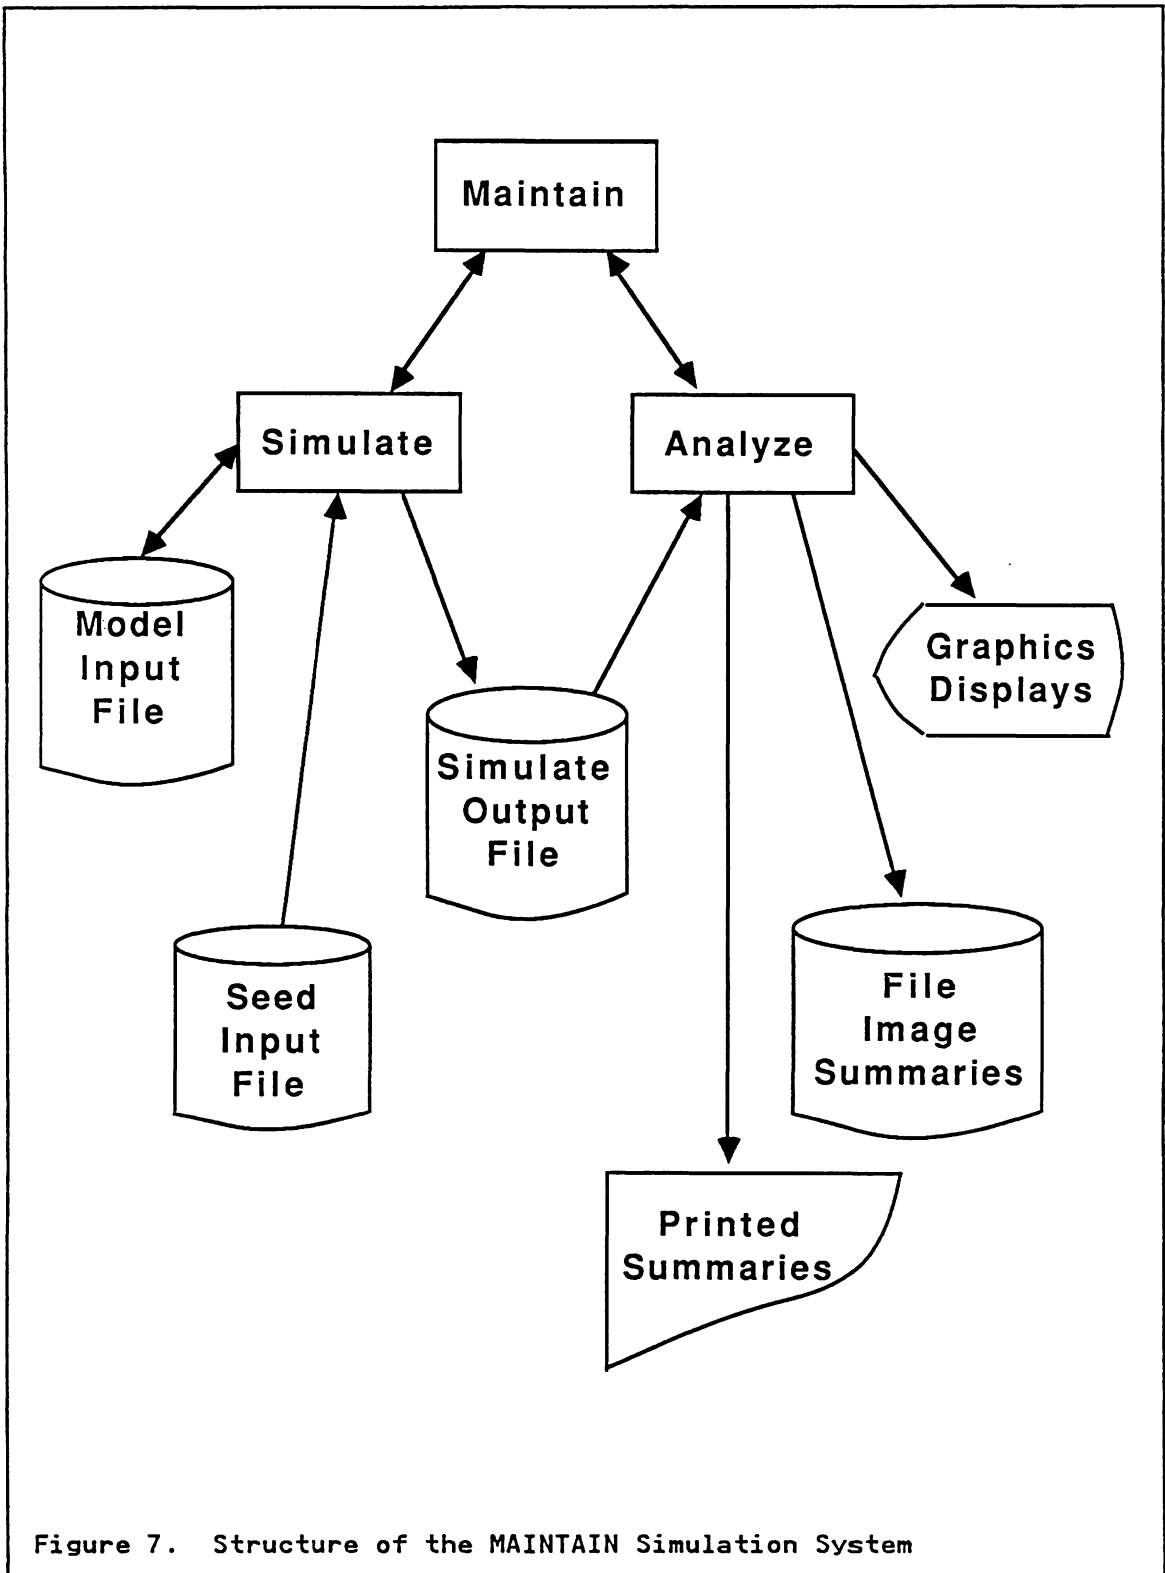 Maintain
Simulate
Analyze
Model
Input
File
Graphics
Displays
Simulate
Output
File
Seed
Input
File
File
Image
Summaries
Printed
Summaries
Figure 7. Structure of the MAINTAIN Simulation System